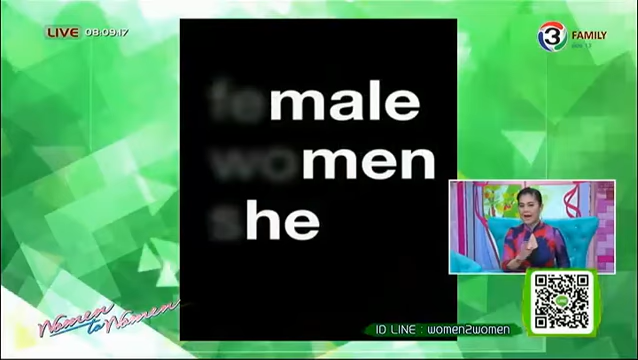 LIVE 08:09:17
3 FAMILY
female
women
she
Women to Women
ID LINE : women2women